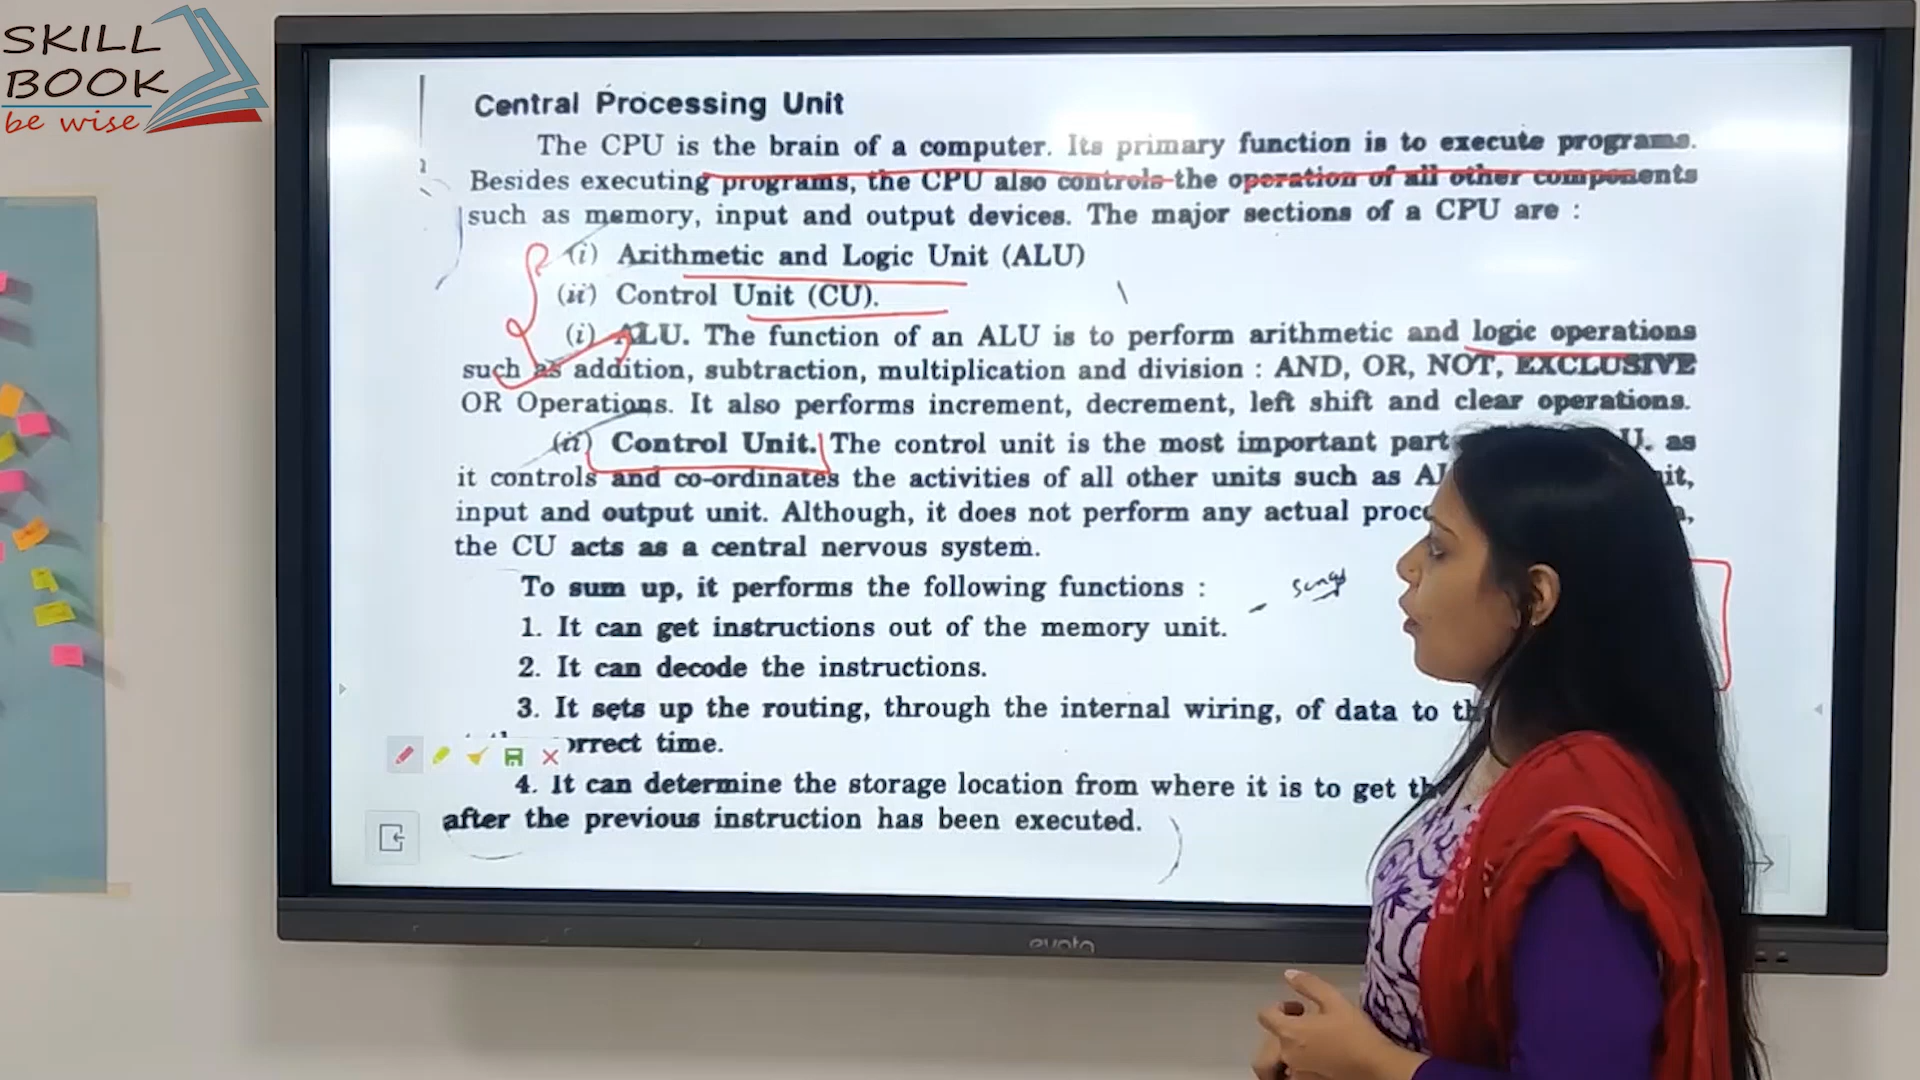 SKILL
BOOK
be wise
Central Processing Unit
The CPU is the brain of a computer. Its primary function is to execute programs.
Besides executing programs, the CPU also controls the operation of all other components
such as memory, input and output devices. The major sections of a CPU are :
(i) Arithmetic and Logic Unit (ALU)
(ii) Control Unit (CU).
(i) ALU. The function of an ALU is to perform arithmetic and logic operations
such as addition, subtraction, multiplication and division : AND, OR, NOT, EXCLUSIVE
OR Operations. It also performs increment, decrement, left shift and clear operations.
(ii) Control Unit. The control unit is the most important part U. as
it controls and co-ordinates the activities of all other units such as
input and output unit. Although, it does not perform any actual
the CU acts as a central nervous system.
To sum up, it performs the following functions :
1. It can get instructions out of the memory unit.
2. It can decode the instructions.
3. It sets up the routing, through the internal wiring, of data to
time.
4. It can determine the storage location from where it is to get
after the previous instruction has been executed.